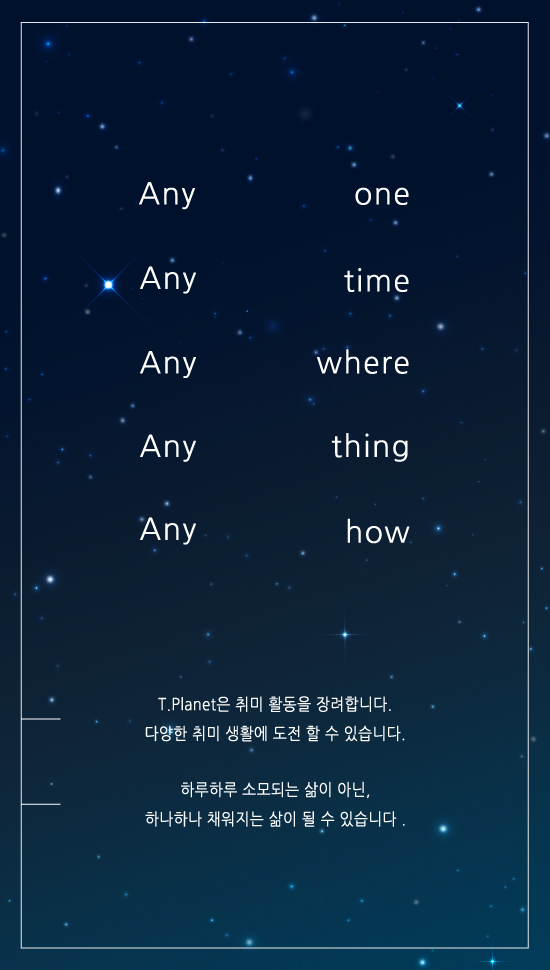 Any one
Any time
Any where
Any thing
Any how
T.Planet은 취미 활동을 장려합니다.
다양한 취미 생활에 도전 할 수 있습니다.
하루하루 소모되는 삶이 아닌,
하나하나 채워지는 삶이 될 수 있습니다 .